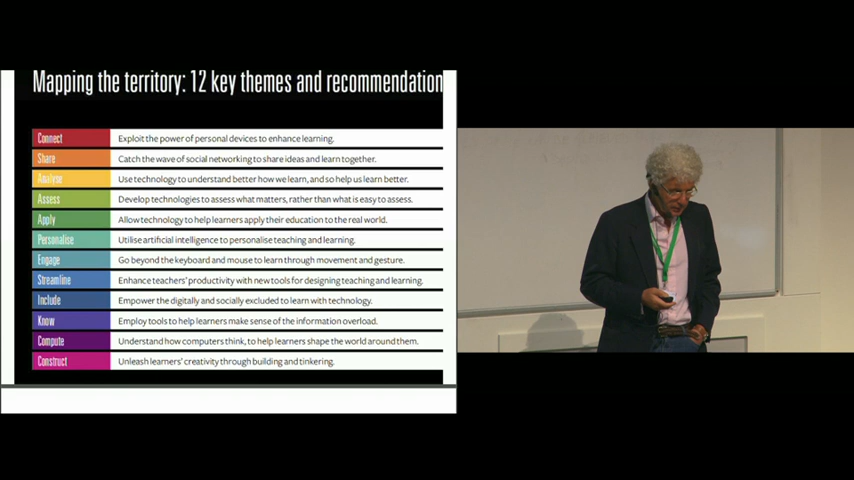 Mapping the territory: 12 key themes and recommendation
Connect Exploit the power of personal devices to enhance learning.
Share Catch the wave of social networking to share ideas and learn together.
Analyse Use technology to understand better how we learn, and so help us learn better.
Assess Develop technologies to assess what matters, rather than what is easy to assess.
Apply Allow technology to help learners apply their education to the real world.
Personalise Utilise artificial intelligence to personalise teaching and learning.
Engage Go beyond the keyboard and mouse to learn through movement and gesture.
Streamline Enhance teachers' productivity with new tools for designing teaching and learning.
Include Empower the digitally and socially excluded to learn with technology.
Know Employ tools to help learners make sense of the information overload.
Compute Understand how computers think, to help learners shape the world around them.
Construct Unleash learners' creativity through building and tinkering.